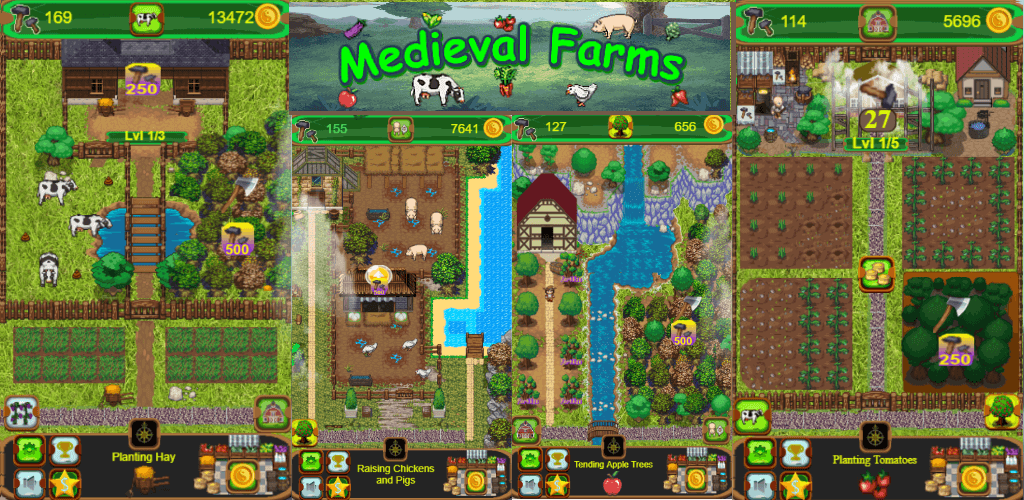 169
13472
250
Lvl 1/3
500
Planting Hay
Medieval Farms
155
7641
Raising Chickens
and Pigs
127
656
500
Tending Apple Trees
114
5696
27
Lvl 1/5
250
Planting Tomatoes